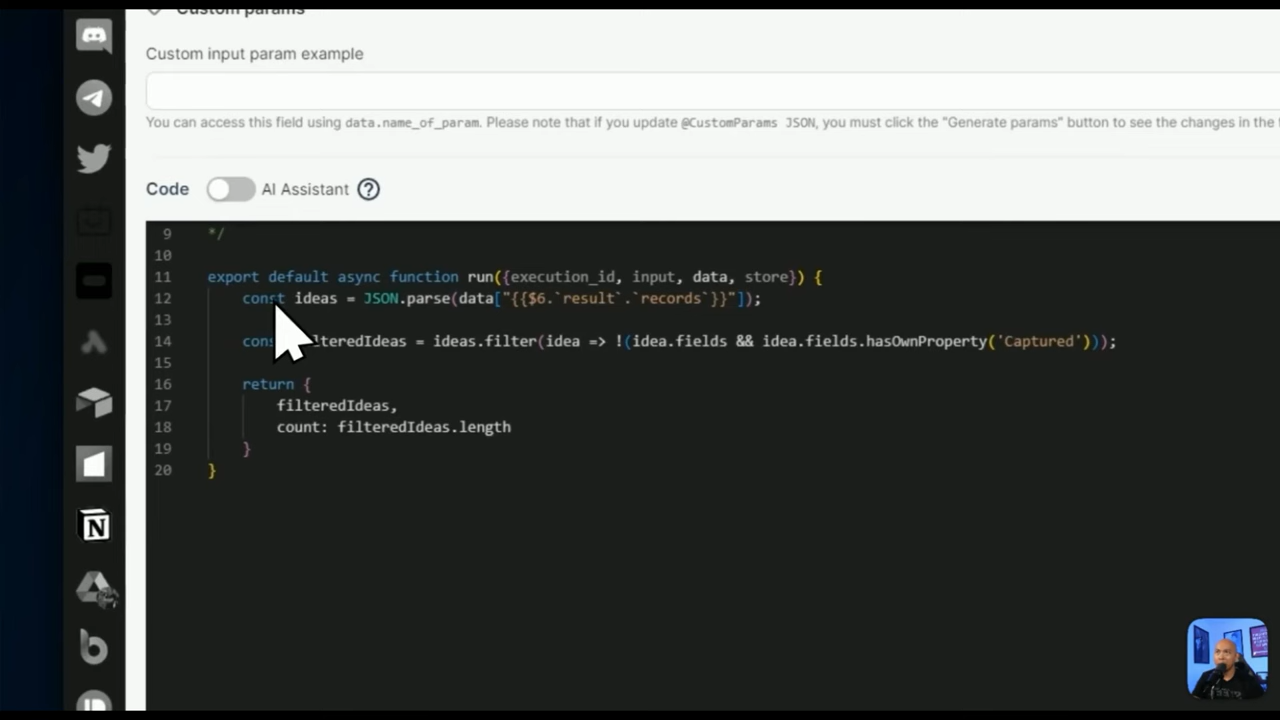 Custom params
Custom input param example
You can access this field using data.name_of_param. Please note that if you update @CustomParams JSON, you must click the "Generate params" button to see the changes in the
Code AI Assistant ?
9 */
10
11 export default async function run({execution_id, input, data, store}) {
12 const ideas = JSON.parse(data["{{$6.`result`.`records`}}"]);
13
14 lteredIdeas = ideas.filter(idea => !(idea.fields && idea.fields.hasOwnProperty('Captured')));
15
16 return {
17 filteredIdeas,
18 count: filteredIdeas.length
19 }
20 }
N
b